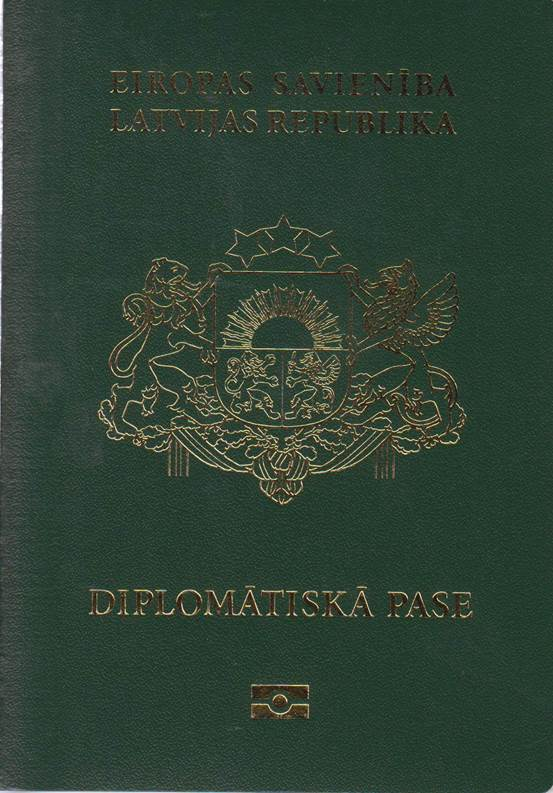 EIROPAS SAVIENĪBA
LATVIJAS REPUBLIKA
DIPLOMĀTISKĀ PASE